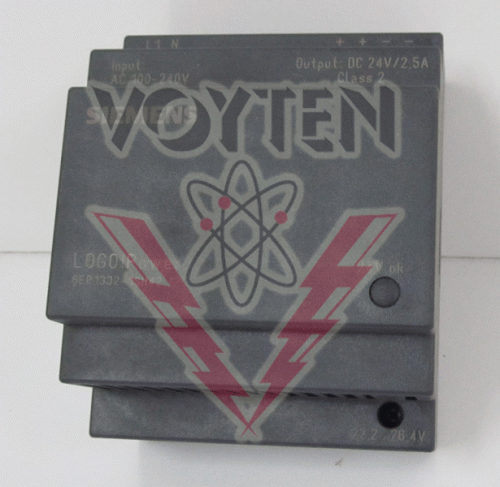 L1 N + + - -
Input: Output: DC 24V/2,5A
AC 100-240V Class 2
VOYTEN
SIEMENS
LOGO!Power
6EP1332-
ok
22,2 26,4V